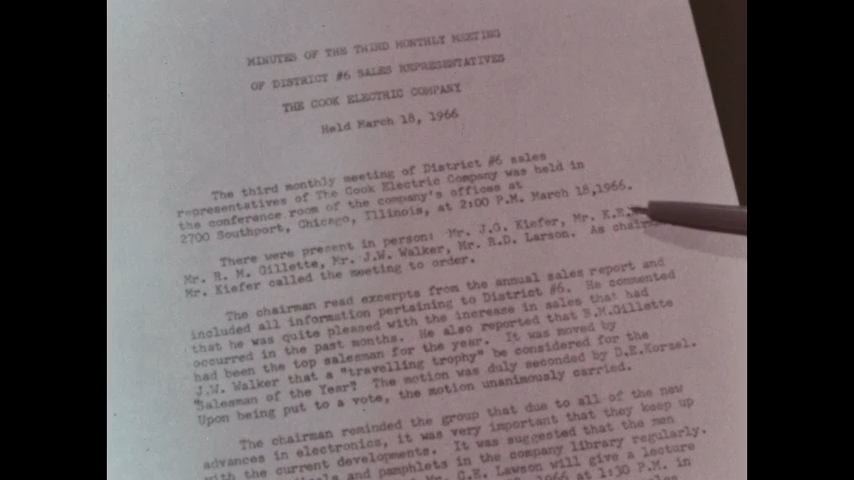 MINUTES OF THE THIRD MONTHLY MEETING
OF DISTRICT #6 SALES REPRESENTATIVES
THE COOK ELECTRIC COMPANY
Held March 18, 1966
The third monthly meeting of District #6 sales
representatives of The Cook Electric Company was held in
the conference room of the company's offices at
2700 Southport, Chicago, Illinois, at 2:00 P.M. March 18,1966.
There were present in person: Mr. J.G. Kiefer, Mr. K.E.
Mr. R. M. Gillette, Mr. J.W. Walker, Mr. R.D. Larson. As
Mr. Kiefer called the meeting to order.
The chairman read excerpts from the annual sales report and
included all information pertaining to District #6. He commented
that he was quite pleased with the increase in sales that had
occurred in the past months. He also reported that B.M.Gillette
had been the top salesman for the year. It was moved by
J.W. Walker that a "travelling trophy" be considered for the
"Salesman of the Year". The motion was duly seconded by D.E.Korzel.
Upon being put to a vote, the motion unanimously carried.
The chairman reminded the group that due to all of the new
advances in electronics, it was very important that they keep up
with the current developments. It was suggested that the men
and pamphlets in the company library regularly.
Mr. G.E. Lawson will give a lecture
1966 at 1:30 P.M. in